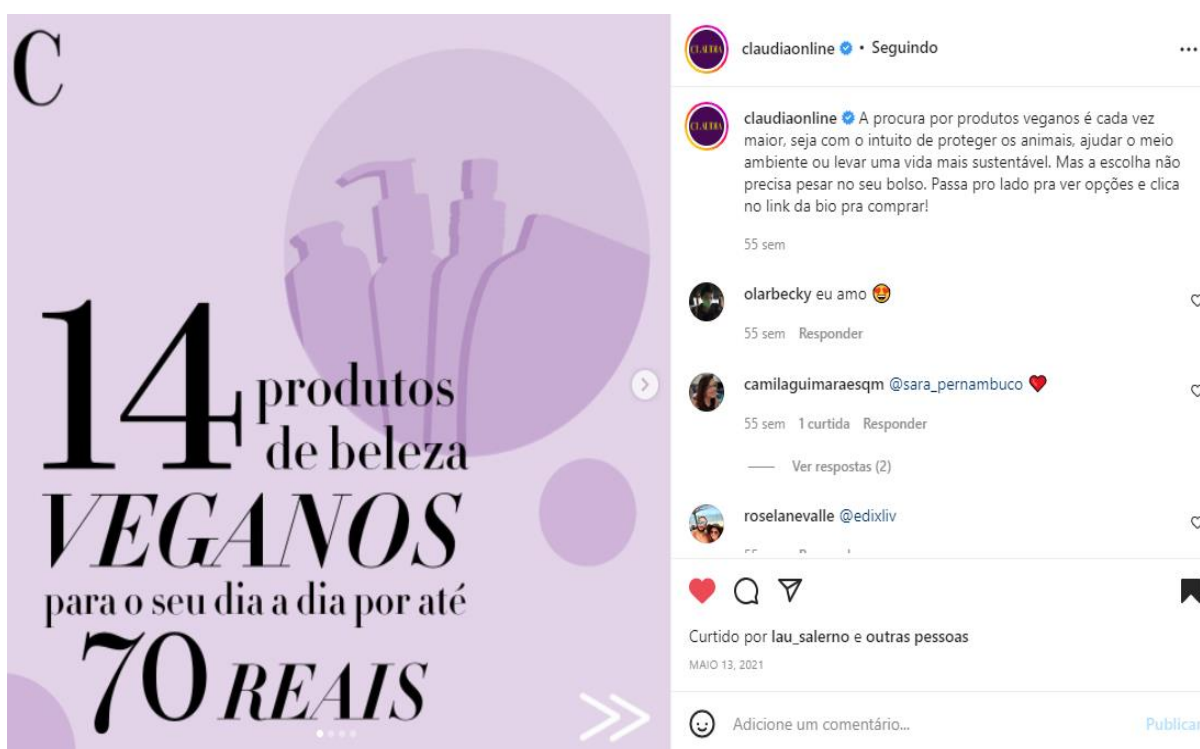 C
14 produtos
de beleza
VEGANOS
para o seu dia a dia por até
70 REAIS
CLAUDIA
claudiaonline • Seguindo
CLAUDIA
claudiaonline A procura por produtos veganos é cada vez
maior, seja com o intuito de proteger os animais, ajudar o meio
ambiente ou levar uma vida mais sustentável. Mas a escolha não
precisa pesar no seu bolso. Passa pro lado pra ver opções e clica
no link da bio pra comprar!
55 sem
olarbecky eu amo 😍
55 sem Responder
camilaguimaraesqm @sara_pernambuco ❤️
55 sem 1 curtida Responder
Ver respostas (2)
roselanevalle @edixliv
Curtido por lau_salerno e outras pessoas
MAIO 13, 2021
Adicione um comentário... Publicar